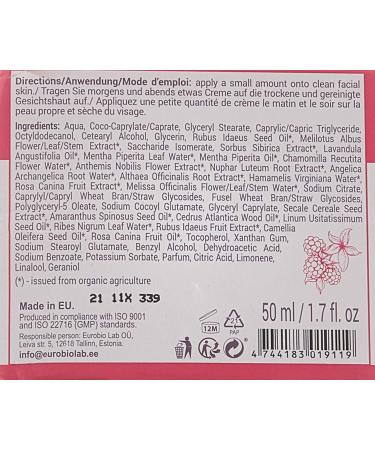 Directions/Anwendung/Mode d'emploi: apply a small amount onto clean facial
skin./ Tragen Sie morgens und abends etwas Creme auf die trockene und gereinigte
Gesichtshaut auf./ Appliquez une petite quantité de crème le matin et le soir sur la
peau propre et sèche du visage.
Ingredients: Aqua, Coco-Caprylate/Caprate, Glyceryl Stearate, Caprylic/Capric Triglyceride,
Octyldodecanol, Cetearyl Glucoside, Glycerin, Betulin, Rubus Idaeus Seed Oil*, Melilotus Albus
Flower/Leaf/Stem Extract*, Saccharide Isomerate, Sorbus Sibirica Extract*, Lavandula
Angustifolia Oil*, Mentha Piperita Leaf Water*, Mentha Piperita Oil*, Chamomilla Recutita
Flower Water*, Anthemis Nobilis Flower Extract*, Nuphar Luteum Root Extract*, Angelica
Archangelica Root Water*, Althaea Officinalis Root Extract*, Hamamelis Virginiana Water*,
Rosa Canina Fruit Extract*, Melissa Officinalis Flower/Leaf/Stem Water*, Sodium Citrate,
Caprylyl/Capryl Wheat Bran/Straw Glycosides, Fusel Wheat Bran/Straw Glycosides,
Polyglyceryl-5 Oleate, Sodium Cocoyl Glutamate, Glyceryl Caprylate, Secale Cereale Seed
Extract*, Amaranthus Spinosus Seed Oil*, Cedrus Atlantica Wood Oil*, Linum Usitatissimum
Seed Oil*, Ribes Nigrum Leaf Water*, Rubus Idaeus Fruit Extract*, Camellia
Oleifera Seed Oil*, Rosa Canina Fruit Oil*, Tocopherol, Xanthan Gum,
Sodium Stearoyl Glutamate, Benzyl Alcohol, Dehydroacetic Acid,
Sodium Benzoate, Potassium Sorbate, Parfum, Citric Acid, Limonene,
Linalool, Geraniol
(*) - issued from organic agriculture
Made in EU. 21 11X 339
Produced in compliance with ISO 9001
and ISO 22716 (GMP) standards.
Responsible person: Eurobio Lab OÜ,
Leiva str. 5, 12618 Tallinn, Estonia.
info@eurobiolab.ee
12M
21
PAP
50 ml / 1.7 fl. oz
4 744183 019119